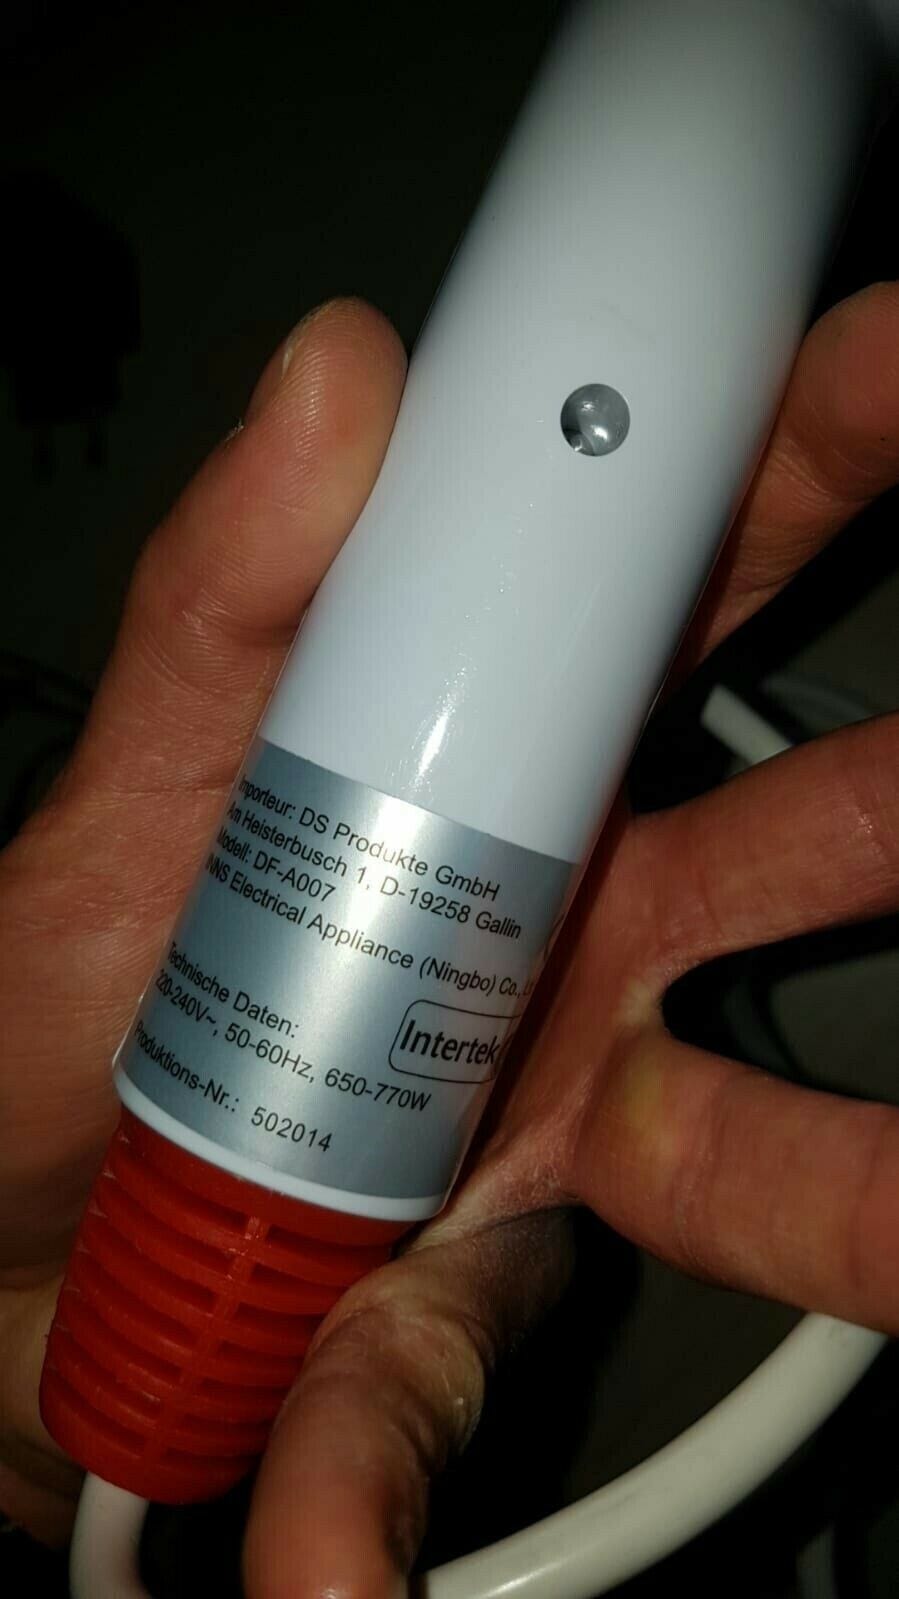 Importeur: DS Produkte GmbH
Am Heisterbusch 1, D-19258 Gallin
Modell: DF-A007
Electrical Appliance (Ningbo) Co.,
Technische Daten:
220-240V~, 50-60Hz, 650-770W
Intertek
Produktions-Nr.: 502014